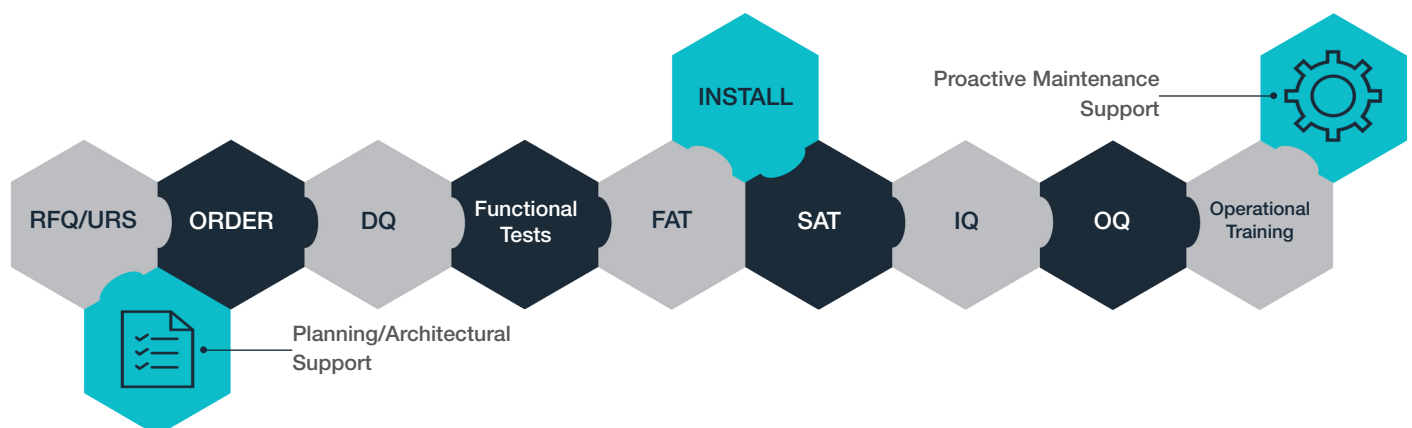 INSTALL
Proactive Maintenance
Support
RFQ/URS
ORDER
DQ
Functional
Tests
FAT
SAT
IQ
OQ
Operational
Training
Planning/Architectural
Support